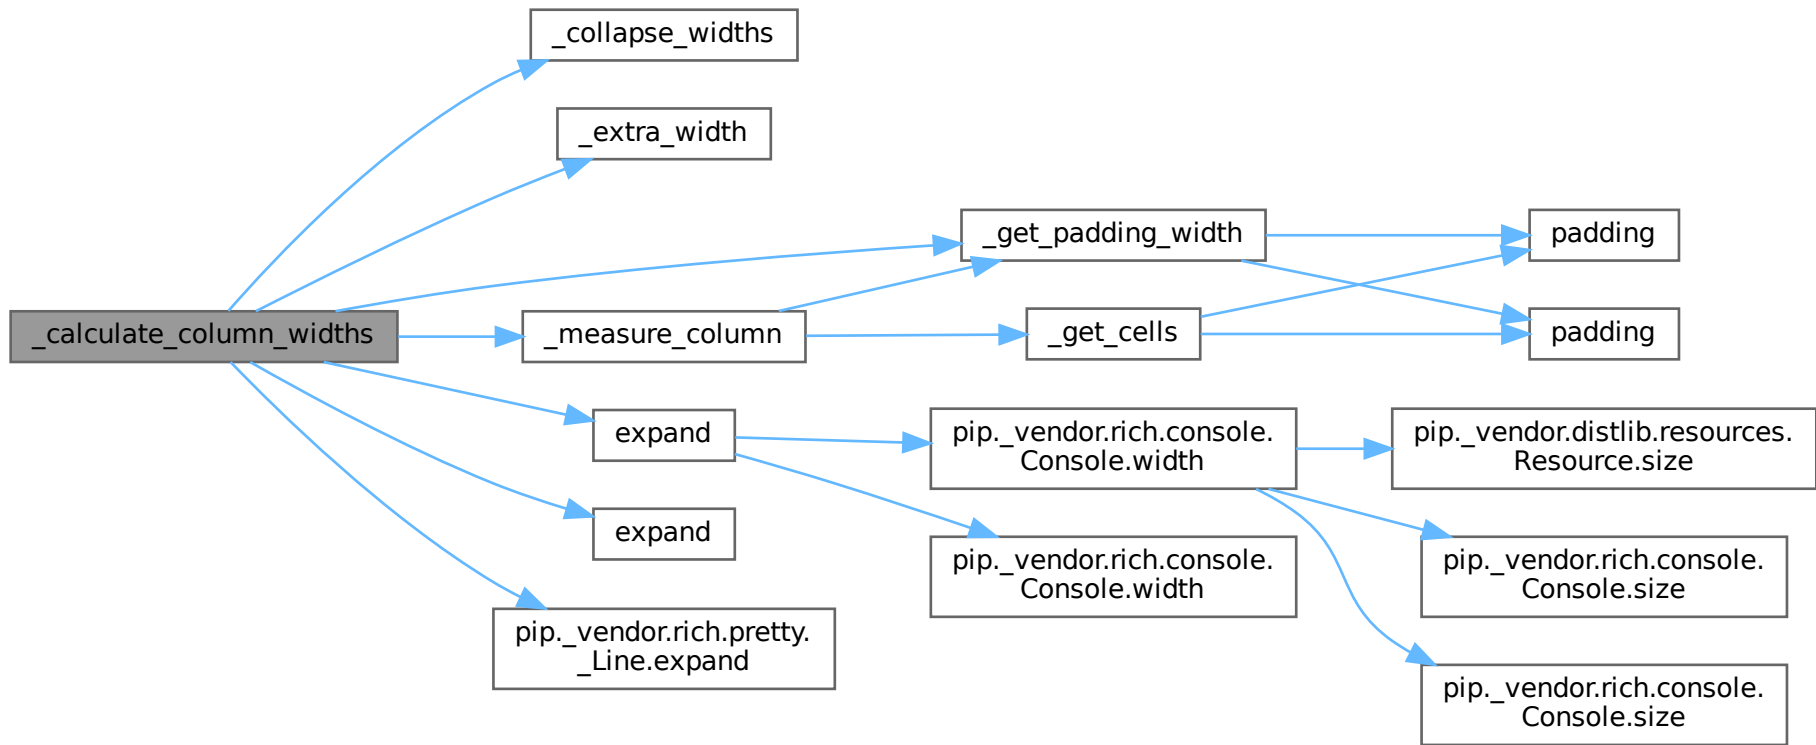 _collapse_widths
_extra_width
_get_padding_width
padding
_calculate_column_widths
_measure_column
_get_cells
padding
expand
pip._vendor.rich.console.
Console.width
pip._vendor.distlib.resources.
Resource.size
expand
pip._vendor.rich.console.
Console.width
pip._vendor.rich.console.
Console.size
pip._vendor.rich.pretty.
_Line.expand
pip._vendor.rich.console.
Console.size